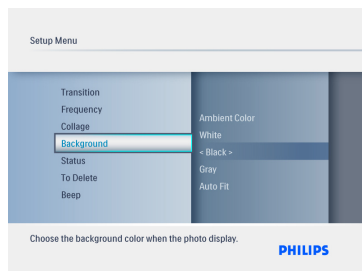 Setup Menu
Transition
Frequency
Collage
Background
Status
To Delete
Beep
Ambient Color
White
< Black >
Gray
Auto Fit
Choose the background color when the photo display.
PHILIPS